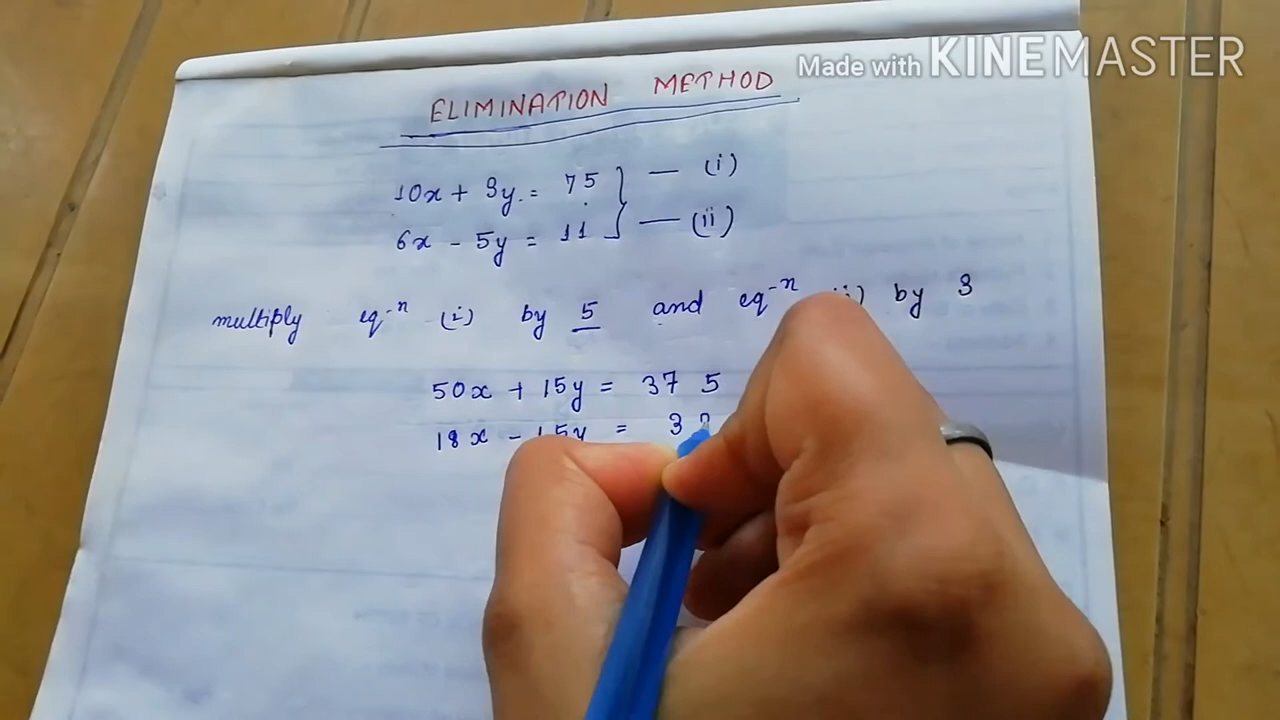 Made with KINEMASTER
ELIMINATION METHOD
10x + 3y = 75 } — (i)
6x - 5y = 11 } — (ii)
multiply eq-n (i) by 5 and eq-n by 3
50x + 15y = 375
18x - 15y = 3